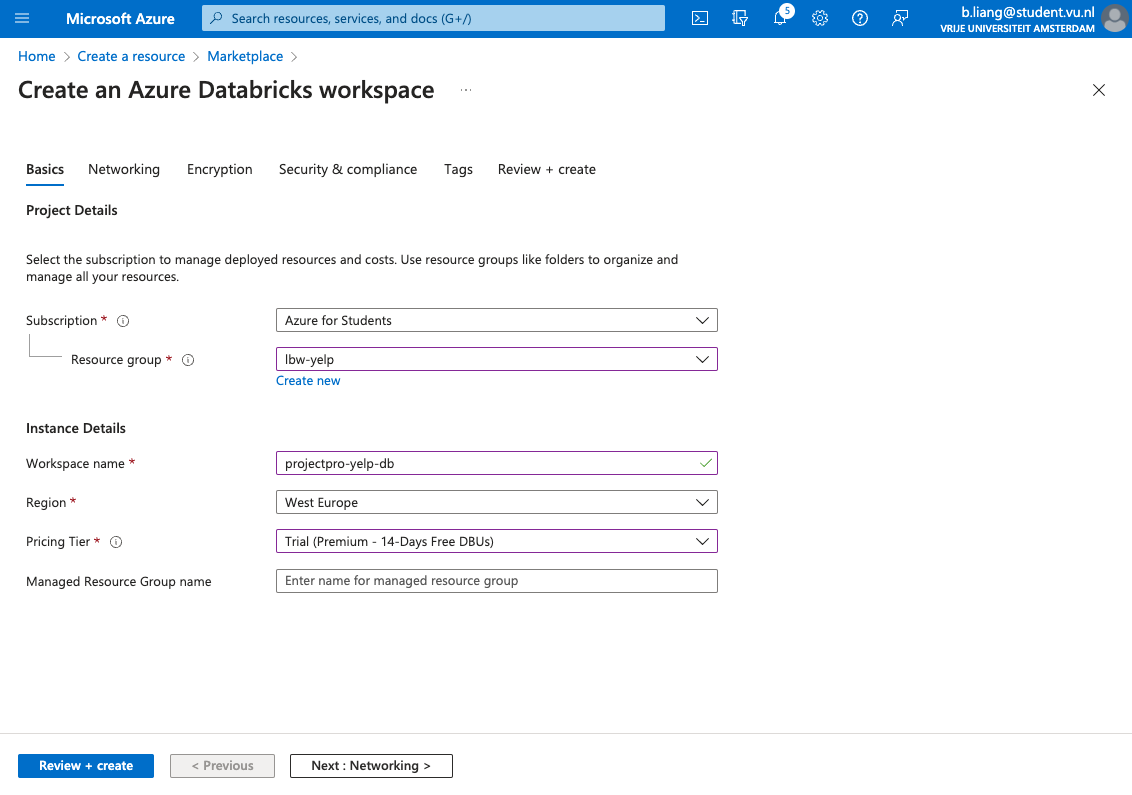 Microsoft Azure
Search resources, services, and docs (G+/)
5
b.liang@student.vu.nl
VRIJE UNIVERSITEIT AMSTERDAM
Home > Create a resource > Marketplace >
Create an Azure Databricks workspace ...
Basics Networking Encryption Security & compliance Tags Review + create
Project Details
Select the subscription to manage deployed resources and costs. Use resource groups like folders to organize and
manage all your resources.
Subscription *
Azure for Students
Resource group *
lbw-yelp
Create new
Instance Details
Workspace name *
projectpro-yelp-db
Region *
West Europe
Pricing Tier *
Trial (Premium - 14-Days Free DBUs)
Managed Resource Group name
Enter name for managed resource group
Review + create
< Previous
Next : Networking >